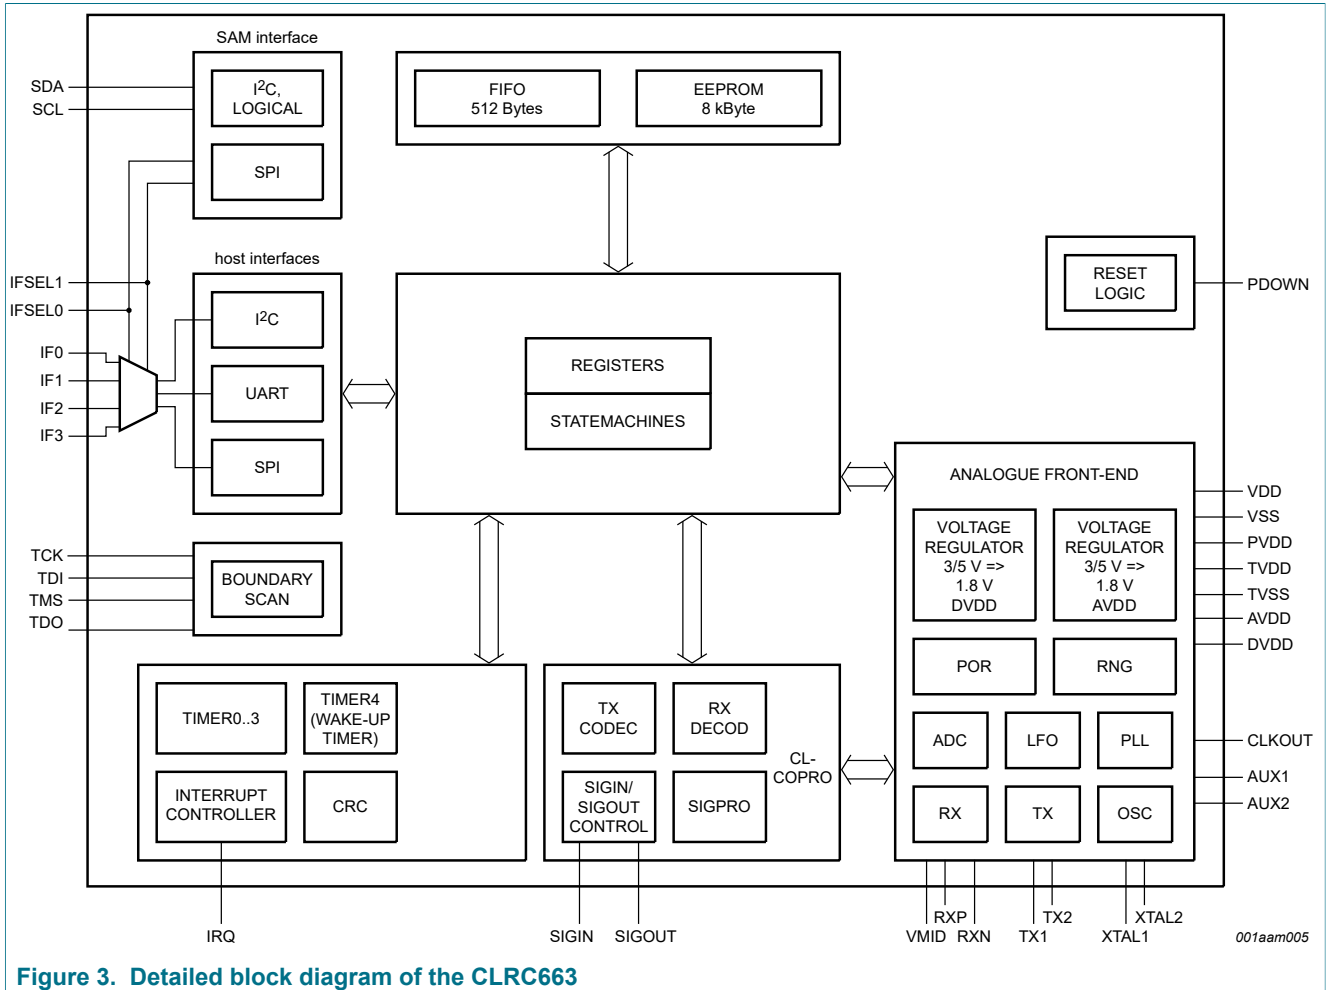 SAM interface
SDA
SCL
I2C,
LOGICAL
SPI
FIFO
512 Bytes
EEPROM
8 kByte
RESET
LOGIC
PDOWN
host interfaces
IFSEL1
IFSEL0
IF0
IF1
IF2
IF3
I2C
UART
SPI
REGISTERS
STATEMACHINES
TCK
TDI
TMS
TDO
BOUNDARY
SCAN
ANALOGUE FRONT-END
VOLTAGE
REGULATOR
3/5 V =>
1.8 V
DVDD
VOLTAGE
REGULATOR
3/5 V =>
1.8 V
AVDD
POR
RNG
ADC
LFO
PLL
RX
TX
OSC
VDD
VSS
PVDD
TVDD
TVSS
AVDD
DVDD
CLKOUT
AUX1
AUX2
TIMER0..3
TIMER4
(WAKE-UP
TIMER)
INTERRUPT
CONTROLLER
CRC
TX
CODEC
RX
DECOD
CL-
COPRO
SIGIN/
SIGOUT
CONTROL
SIGPRO
IRQ
SIGIN
SIGOUT
VMID
RXP
RXN
TX1
TX2
XTAL1
XTAL2
001aam005
Figure 3. Detailed block diagram of the CLRC663